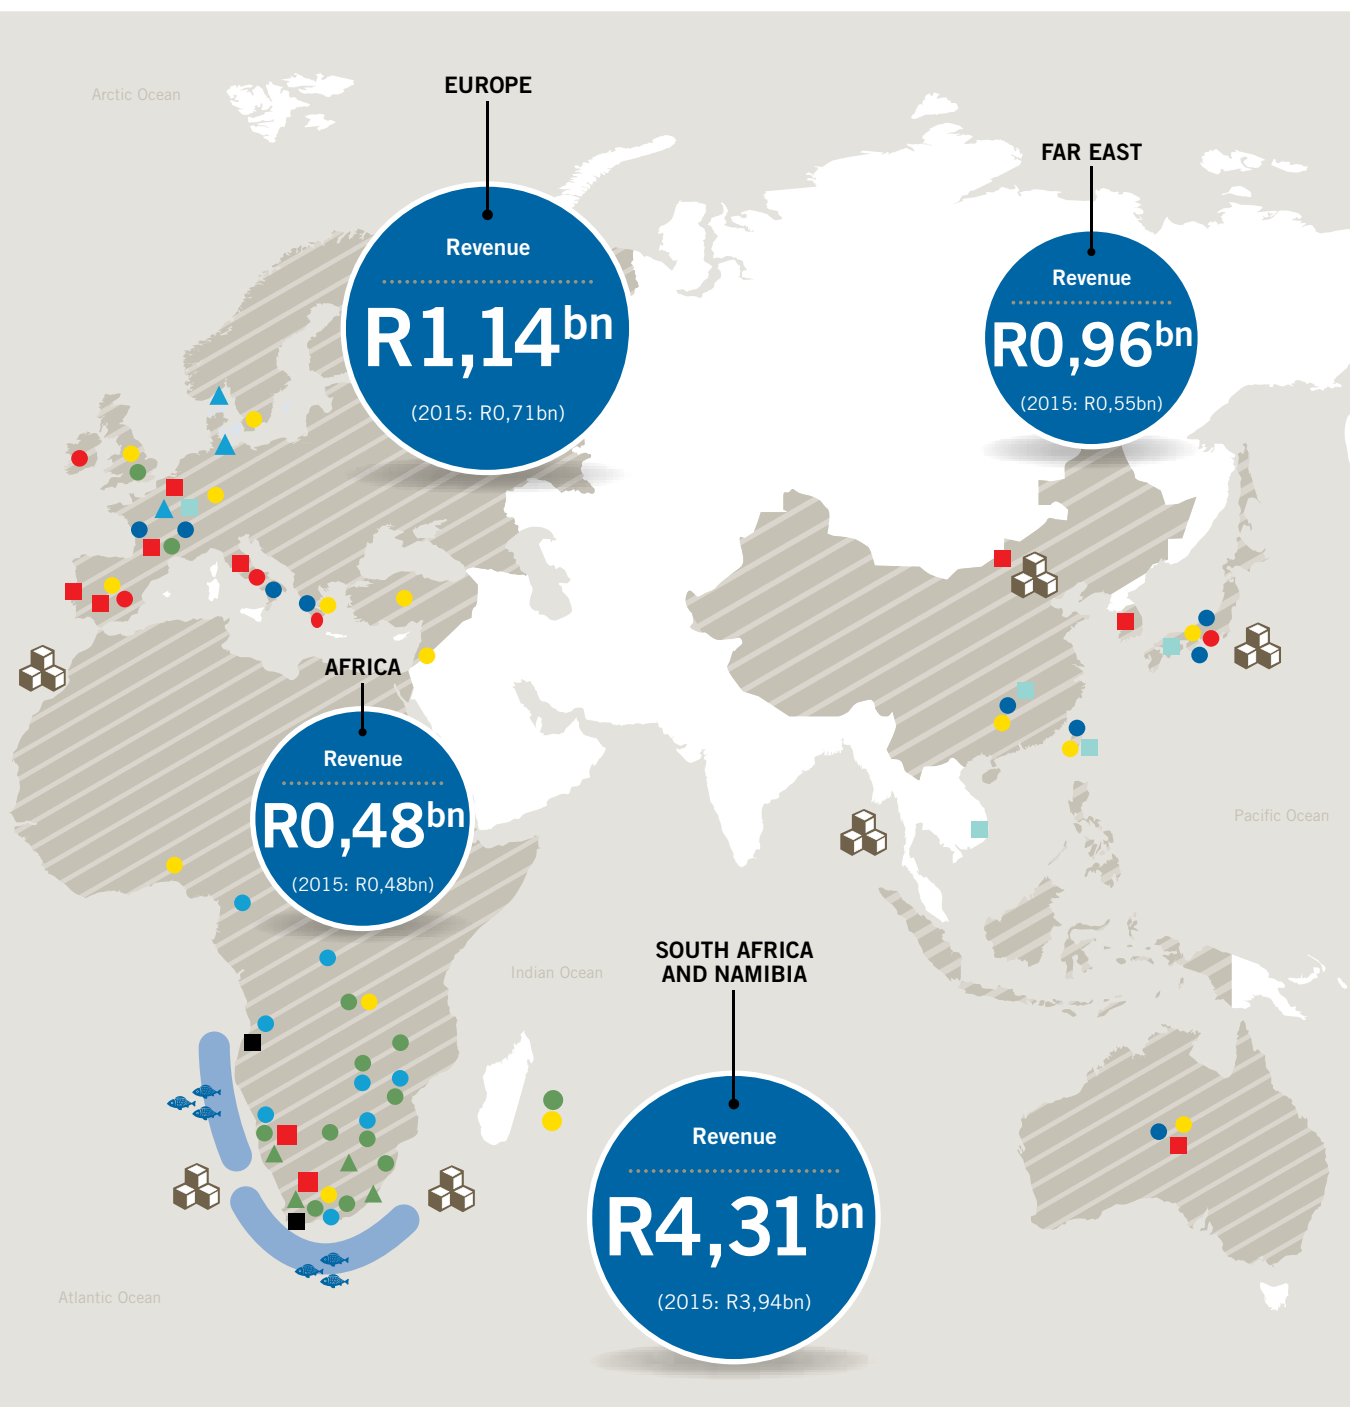 Arctic Ocean
EUROPE
Revenue
R1,14bn
(2015: R0,71bn)
FAR EAST
Revenue
R0,96bn
(2015: R0,55bn)
AFRICA
Revenue
R0,48bn
(2015: R0,48bn)
Pacific Ocean
Indian Ocean
SOUTH AFRICA
AND NAMIBIA
Revenue
R4,31bn
(2015: R3,94bn)
Atlantic Ocean